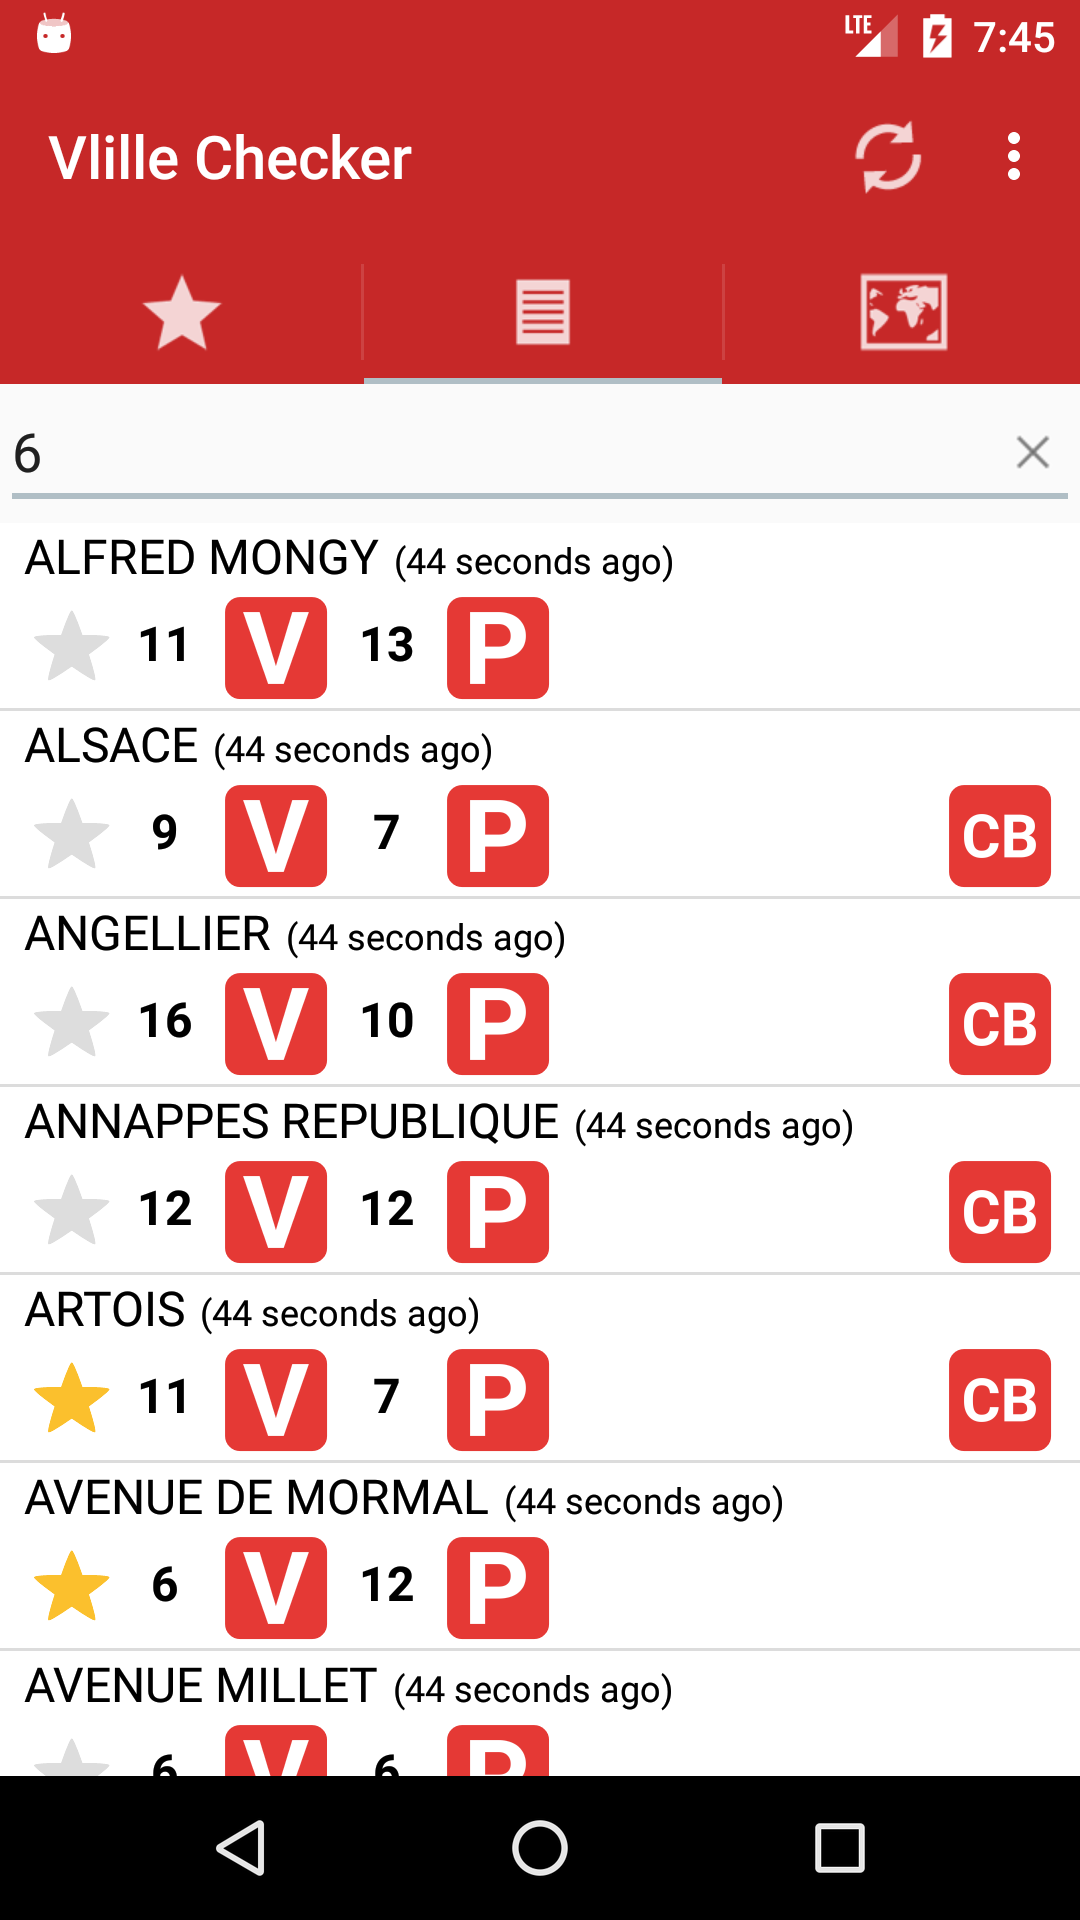 LTE 7:45
Vlille Checker
6
ALFRED MONGY (44 seconds ago)
11 V 13 P
ALSACE (44 seconds ago)
9 V 7 P CB
ANGELLIER (44 seconds ago)
16 V 10 P CB
ANNAPPES REPUBLIQUE (44 seconds ago)
12 V 12 P CB
ARTOIS (44 seconds ago)
11 V 7 P CB
AVENUE DE MORMAL (44 seconds ago)
6 V 12 P
AVENUE MILLET (44 seconds ago)
6 V 6 P